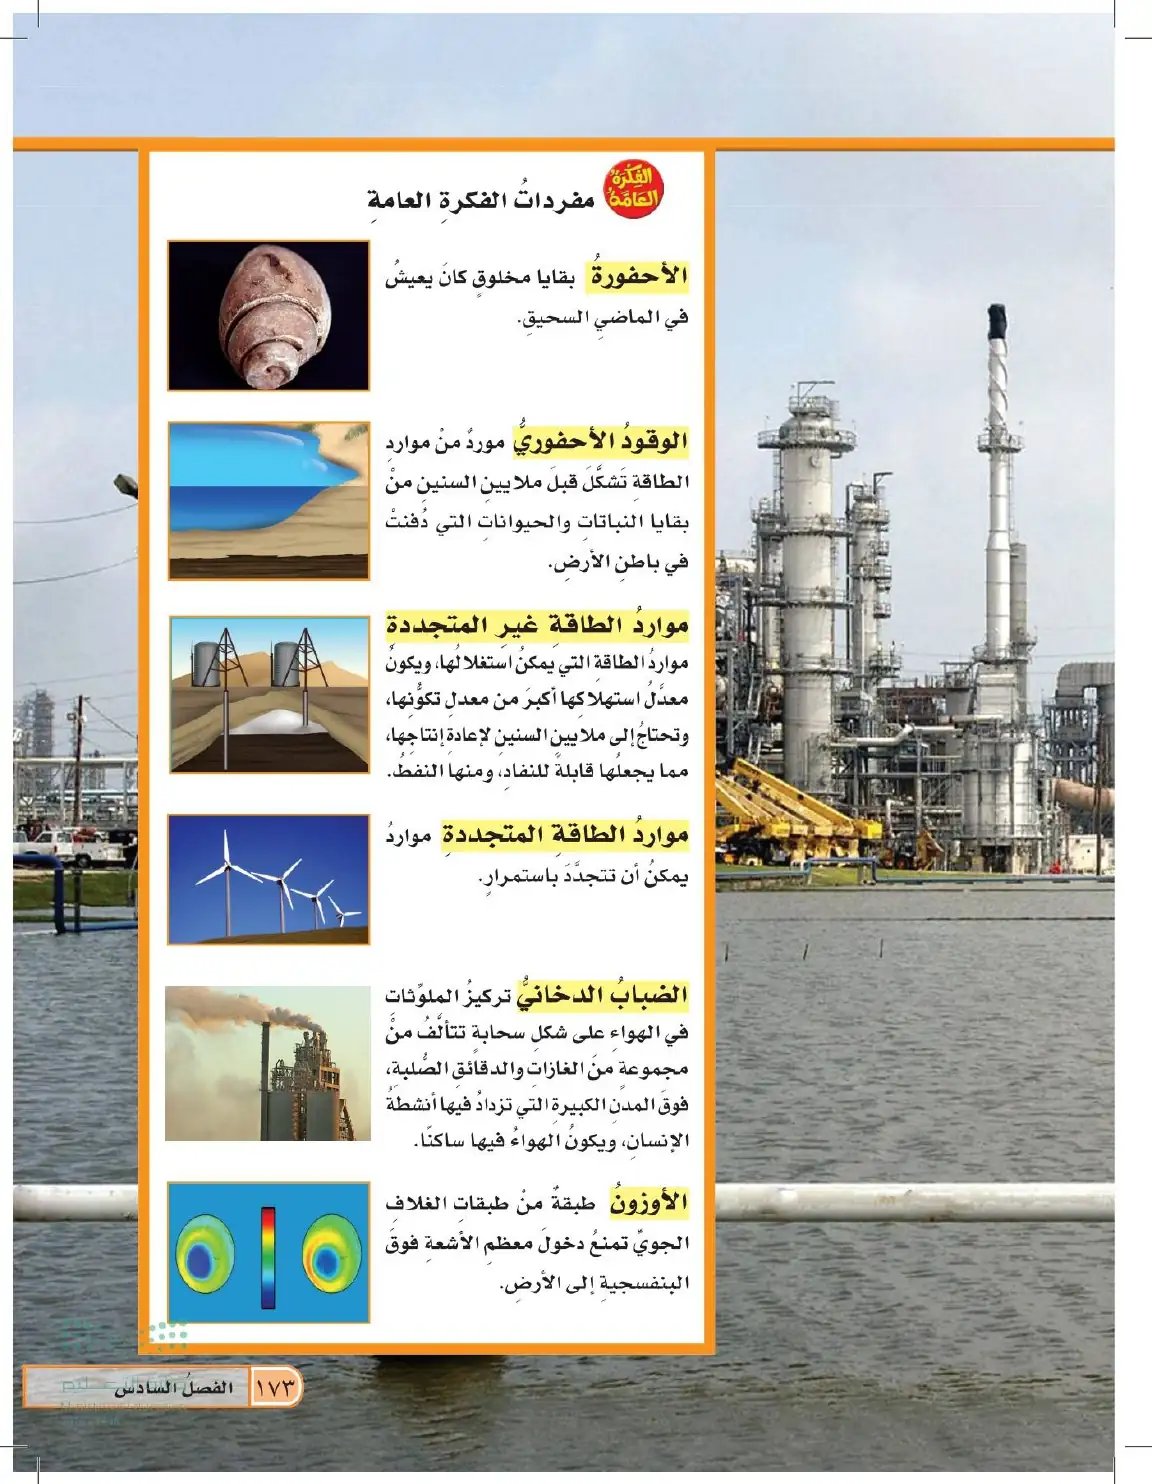 الفِكْرَةُ
العَامَّةُ
مفرداتُ الفكرةِ العامةِ
الأحفورةُ بقايا مخلوقٍ كانَ يعيشُ
في الماضي السحيقِ.
الوقودُ الأحفوريُّ موردٌ منْ مواردِ
الطاقةِ تَشكَّلَ قبلَ ملايينِ السنينِ منْ
بقايا النباتاتِ والحيواناتِ التي دُفنتْ
في باطنِ الأرضِ.
مواردُ الطاقةِ غيرِ المتجددةِ
مواردُ الطاقةِ التي يمكنُ استغلالُها، ويكونُ
معدَّلُ استهلاكِها أكبرَ من معدلِ تكوُّنِها،
وتحتاجُ إلى ملايينِ السنينِ لإعادةِ إنتاجِها،
مما يجعلُها قابلةً للنفادِ، ومنها النفطُ.
مواردُ الطاقةِ المتجددةِ مواردُ
يمكنُ أن تتجدَّدَ باستمرارٍ.
الضبابُ الدخانيُّ تركيزُ الملوِّثات
في الهواءِ على شكلِ سحابةٍ تتألَّفُ منْ
مجموعةٍ منَ الغازاتِ والدقائقِ الصُّلبةِ،
فوقَ المدنِ الكبيرةِ التي تزدادُ فيها أنشطةُ
الإنسانِ، ويكونُ الهواءُ فيها ساكنًا.
الأوزونُ طبقةٌ منْ طبقاتِ الغلافِ
الجويِّ تمنعُ دخولَ معظمِ الأشعةِ فوقَ
البنفسجيةِ إلى الأرضِ.
١٧٣ الفصلُ السادسُ